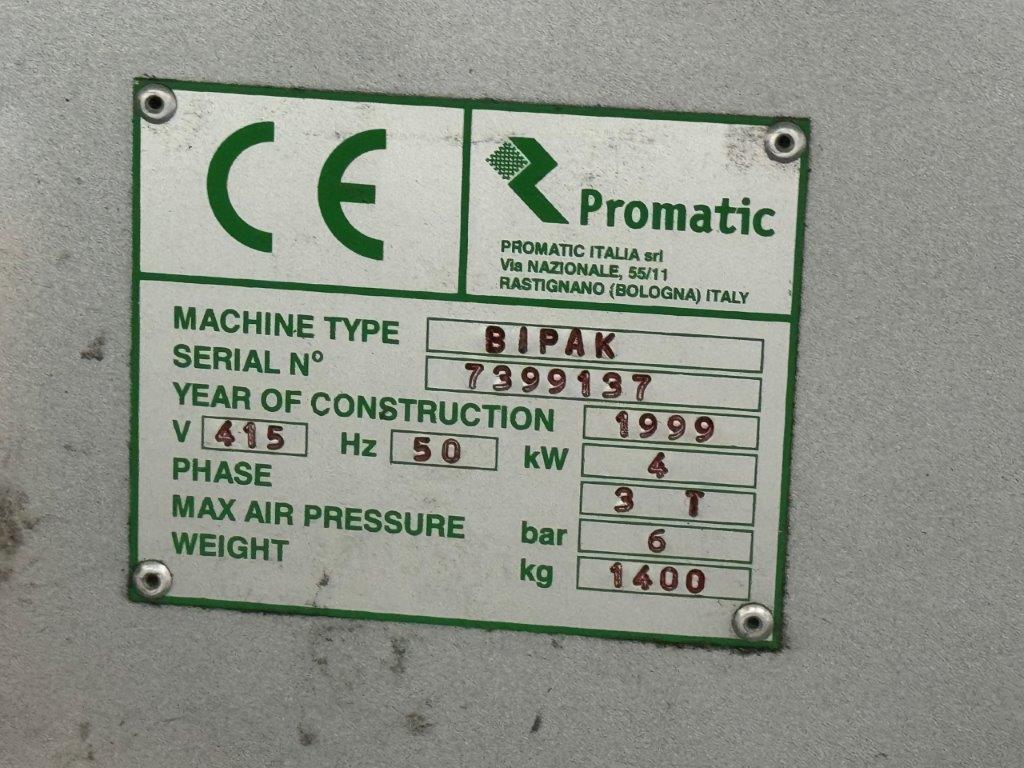 CE
Promatic
PROMATIC ITALIA srl
Via NAZIONALE, 55/11
RASTIGNANO (BOLOGNA) ITALY
MACHINE TYPE BIPAK
SERIAL Nº 7399137
YEAR OF CONSTRUCTION 1999
V 415 Hz 50 kW 4
PHASE 3 T
MAX AIR PRESSURE bar 6
WEIGHT kg 1400